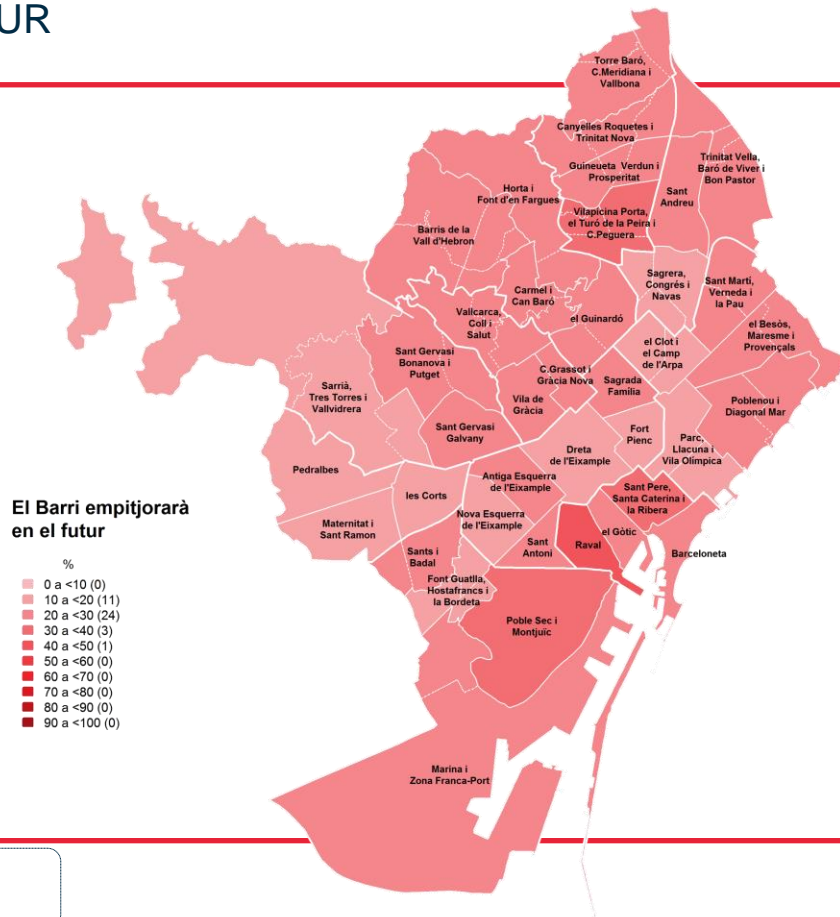 UR
Torre Baró,
C.Meridiana i
Vallbona
Canyelles Roquetes i
Trinitat Nova
Guineueta Verdun i
Prosperitat
Trinitat Vella,
Baró de Viver i
Bon Pastor
Sant
Andreu
Horta i
Font d'en Fargues
Vilapicina Porta,
el Turó de la Peira i
C.Peguera
Barris de la
Vall d'Hebron
Sagrera,
Congrés i
Navas
Sant Martí,
Verneda i
la Pau
Carmel i
Can Baró
Vallcarca,
Coll i
Salut
el Guinardó
el Besòs,
Maresme i
Provençals
el Clot i
el Camp
de l'Arpa
Sant Gervasi
Bonanova i
Putget
C.Grassot i
Gràcia Nova
Sagrada
Família
Sarrià,
Tres Torres i
Vallvidrera
Vila de
Gràcia
Poblenou i
Diagonal Mar
Sant Gervasi
Galvany
Fort
Pienc
Parc,
Llacuna i
Vila Olímpica
Dreta
de l'Eixample
Pedralbes
Antiga Esquerra
de l'Eixample
Sant Pere,
Santa Caterina i
la Ribera
les Corts
Nova Esquerra
de l'Eixample
Maternitat i
Sant Ramon
el Gòtic
Sant
Antoni
Raval
Barceloneta
Sants i
Badal
Font Guatlla,
Hostafrancs i
la Bordeta
Poble Sec i
Montjuïc
Marina i
Zona Franca-Port
El Barri empitjorarà
en el futur
%
0 a <10 (0)
10 a <20 (11)
20 a <30 (24)
30 a <40 (3)
40 a <50 (1)
50 a <60 (0)
60 a <70 (0)
70 a <80 (0)
80 a <90 (0)
90 a <100 (0)